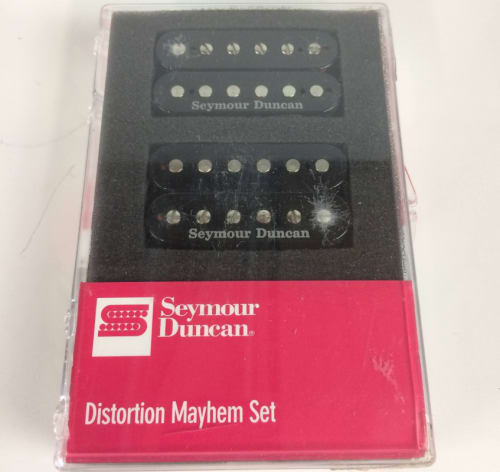 Seymour Duncan
Seymour Duncan
Seymour
Duncan®
Distortion Mayhem Set